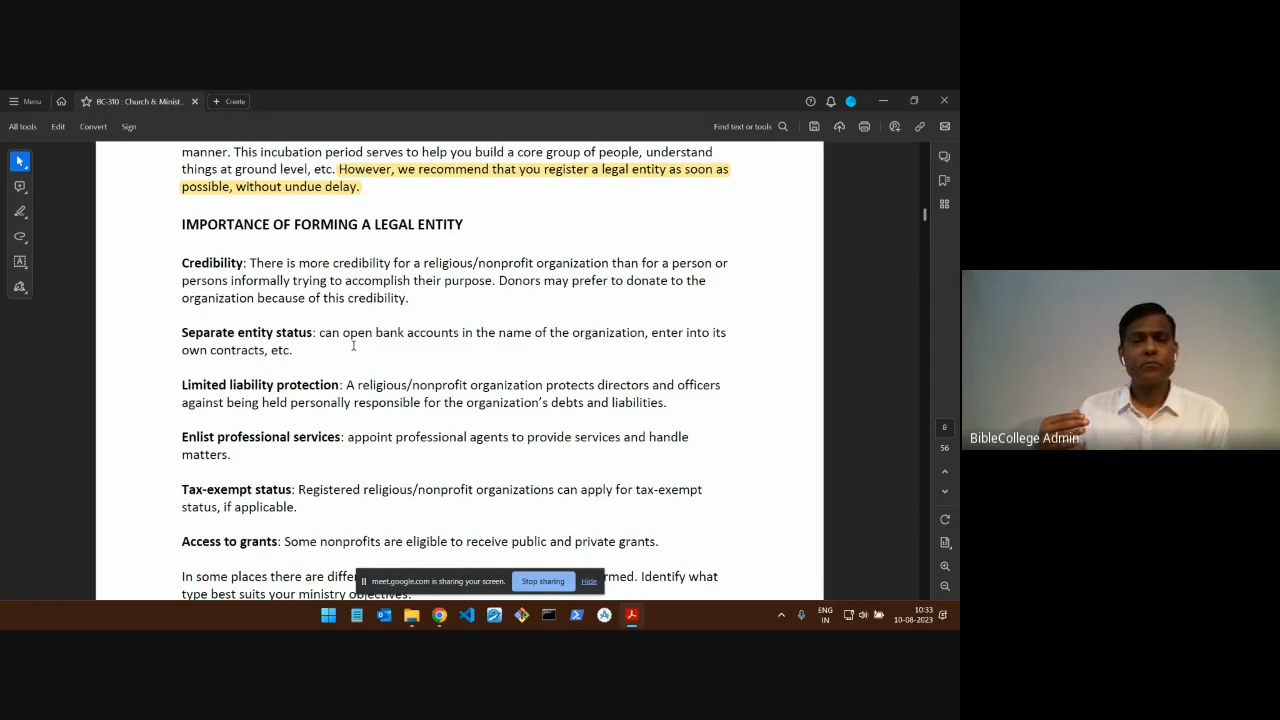 Menu
BC-310 : Church & Minist...
Create
All tools
Edit
Convert
Sign
Find text or tools
manner. This incubation period serves to help you build a core group of people, understand
things at ground level, etc. However, we recommend that you register a legal entity as soon as
possible, without undue delay.
IMPORTANCE OF FORMING A LEGAL ENTITY
Credibility: There is more credibility for a religious/nonprofit organization than for a person or
persons informally trying to accomplish their purpose. Donors may prefer to donate to the
organization because of this credibility.
Separate entity status: can open bank accounts in the name of the organization, enter into its
own contracts, etc.
Limited liability protection: A religious/nonprofit organization protects directors and officers
against being held personally responsible for the organization's debts and liabilities.
Enlist professional services: appoint professional agents to provide services and handle
matters.
Tax-exempt status: Registered religious/nonprofit organizations can apply for tax-exempt
status, if applicable.
Access to grants: Some nonprofits are eligible to receive public and private grants.
In some places there are differ rmed. Identify what
type best suits your ministry objectives.
8
56
meet.google.com is sharing your screen.
Stop sharing
Hide
ENG
IN
10:33
10-08-2023
BibleCollege Admin